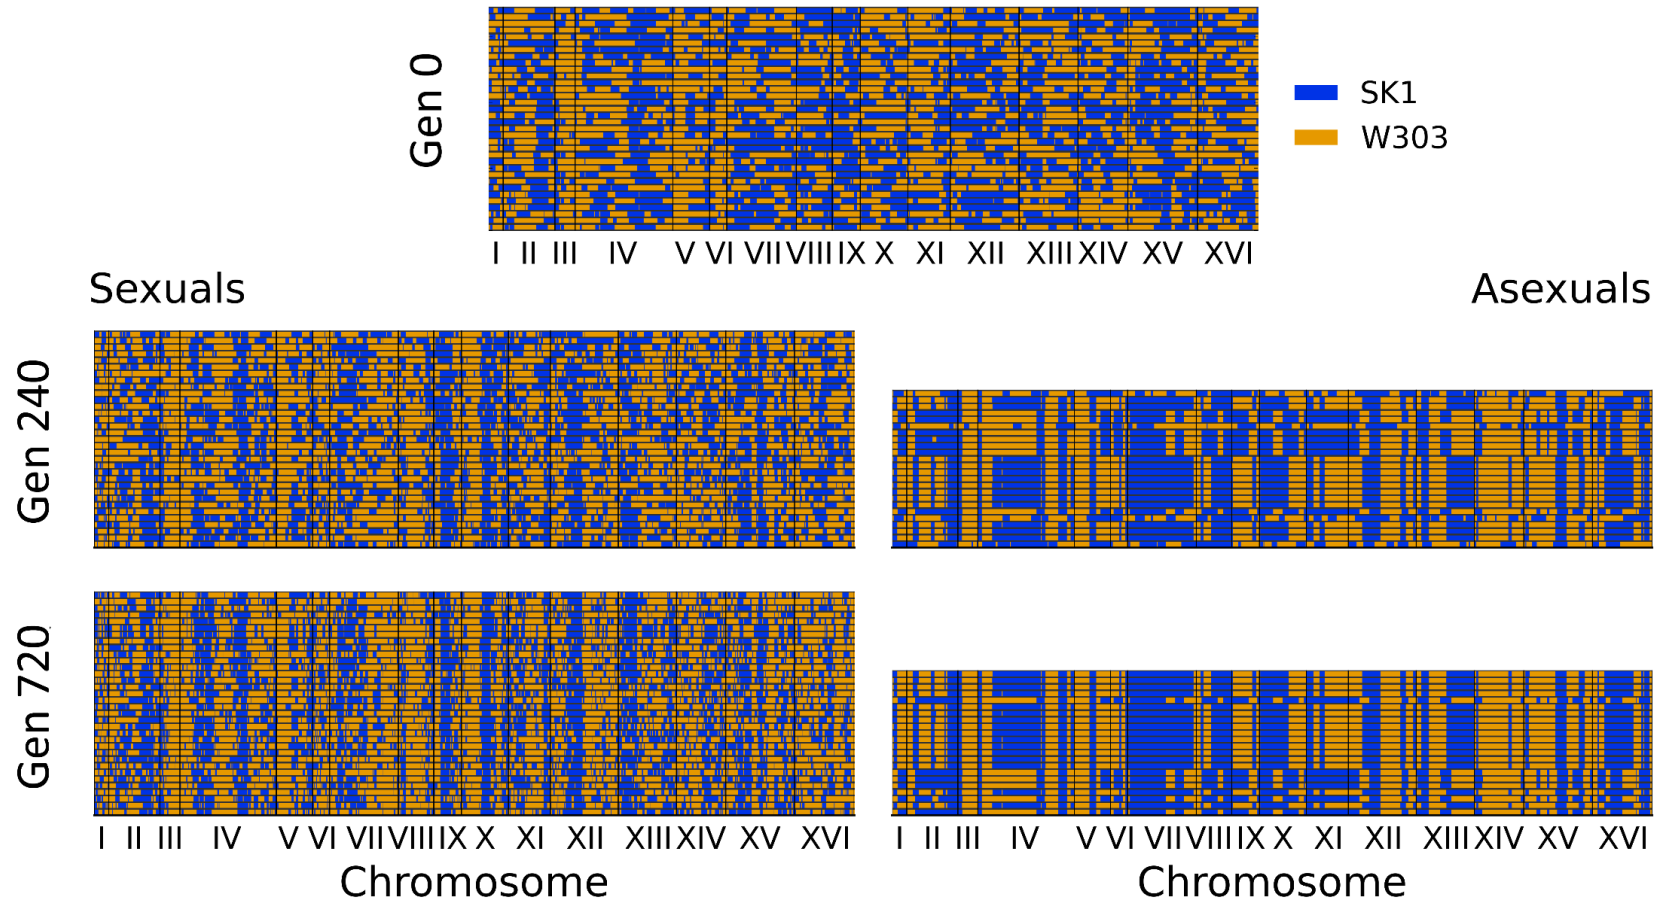 Gen 0
SK1
W303
I II III IV V VI VII VIII IX X XI XII XIII XIV XV XVI
Sexuals
Asexuals
Gen 240
Gen 720
I II III IV V VI VII VIII IX X XI XII XIII XIV XV XVI
I II III IV V VI VII VIII IX X XI XII XIII XIV XV XVI
Chromosome
Chromosome